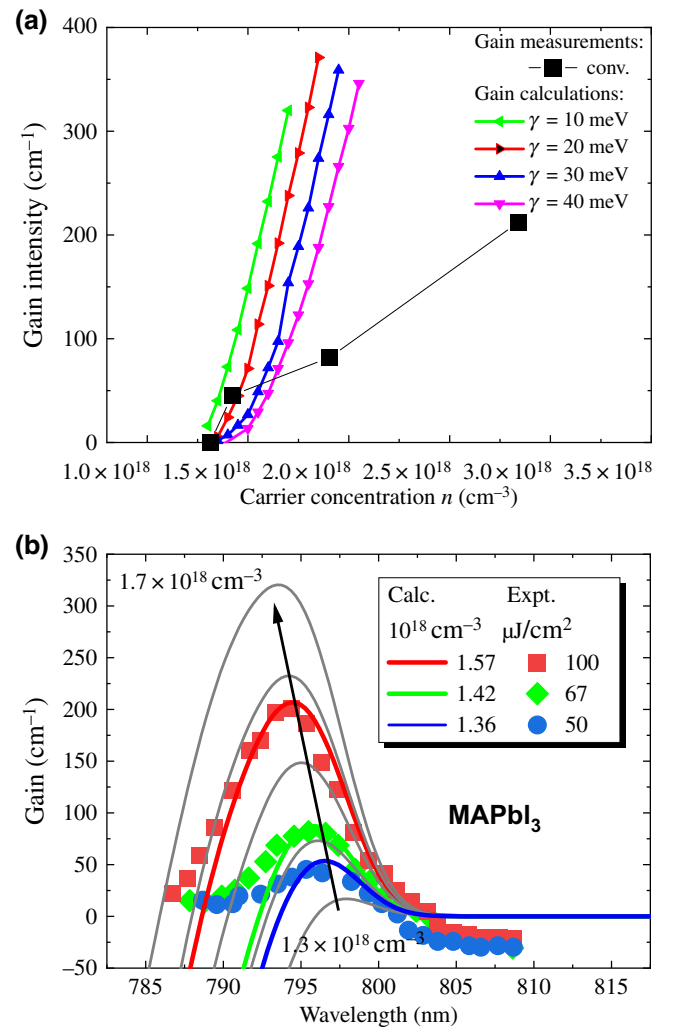 (a)
400
350
300
250
200
150
100
50
0
Gain intensity (cm⁻¹)
Gain measurements:
conv.
Gain calculations:
γ = 10 meV
γ = 20 meV
γ = 30 meV
γ = 40 meV
1.0 × 10¹⁸ 1.5 × 10¹⁸ 2.0 × 10¹⁸ 2.5 × 10¹⁸ 3.0 × 10¹⁸ 3.5 × 10¹⁸
Carrier concentration n (cm⁻³)
(b)
350
300
250
200
150
100
50
0
−50
Gain (cm⁻¹)
1.7 × 10¹⁸ cm⁻³
Calc. Expt.
10¹⁸ cm⁻³ μJ/cm²
1.57 100
1.42 67
1.36 50
MAPbI₃
1.3 × 10¹⁸ cm⁻³
785 790 795 800 805 810 815
Wavelength (nm)